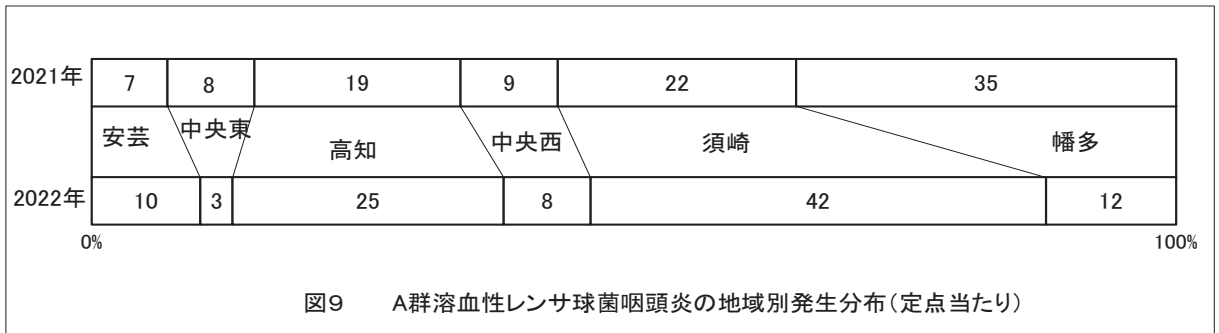 2021年 7 8 19 9 22 35
安芸 中央東 高知 中央西 須崎 幡多
2022年 10 3 25 8 42 12
0% 100%
図9 A群溶血性レンサ球菌咽頭炎の地域別発生分布(定点当たり)